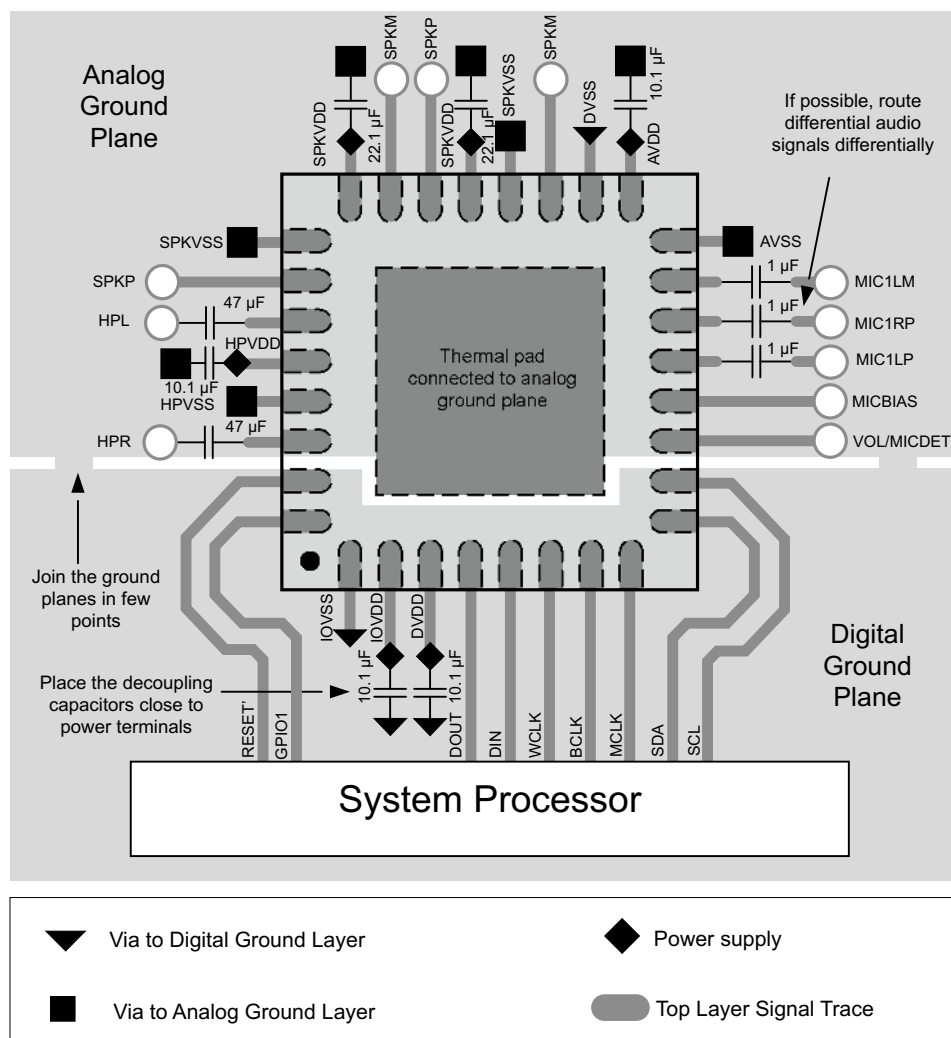 Analog
Ground
Plane
SPKVDD
22.1 µF
SPKM
SPKP
SPKVDD
22.1 µF
SPKVSS
SPKM
DVSS
AVDD
10.1 µF
If possible, route
differential audio
signals differentially
SPKVSS
SPKP
HPL
47 µF
HPVDD
10.1 µF
HPVSS
47 µF
HPR
AVSS
1 µF
MIC1LM
1 µF
MIC1RP
1 µF
MIC1LP
MICBIAS
VOL/MICDET
Thermal pad
connected to analog
ground plane
Join the ground
planes in few
points
Place the decoupling
capacitors close to
power terminals
IOVSS
IOVDD
10.1 µF
DVDD
10.1 µF
Digital
Ground
Plane
RESET'
GPIO1
DOUT
DIN
WCLK
BCLK
MCLK
SDA
SCL
System Processor
Via to Digital Ground Layer
Power supply
Via to Analog Ground Layer
Top Layer Signal Trace